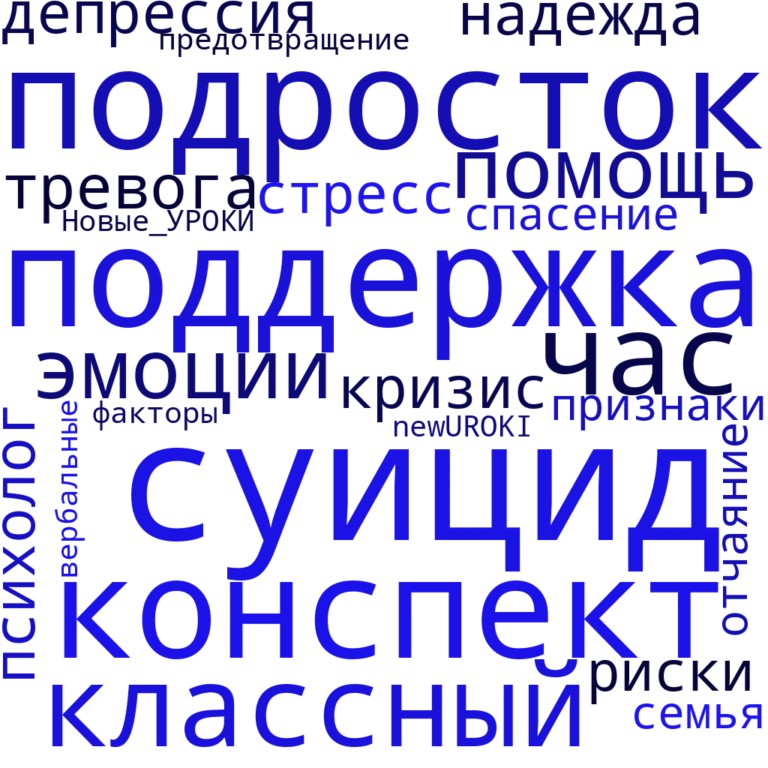 депрессия
надежда
предотвращение
подросток
помощь
тревога
стресс
спасение
Новые_УРОКИ
поддержка
час
эмоции
кризис
признаки
факторы
newUROKI
вербальные
психолог
отчаяние
суицид
конспект
риски
классный
семья